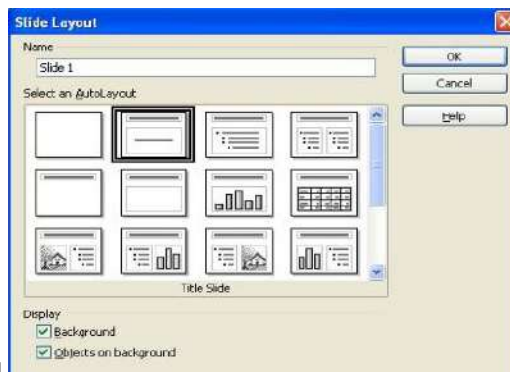 Slide Layout
Name
Slide 1
OK
Cancel
Help
Select an AutoLayout
Title Slide
Display
Background
Objects on background